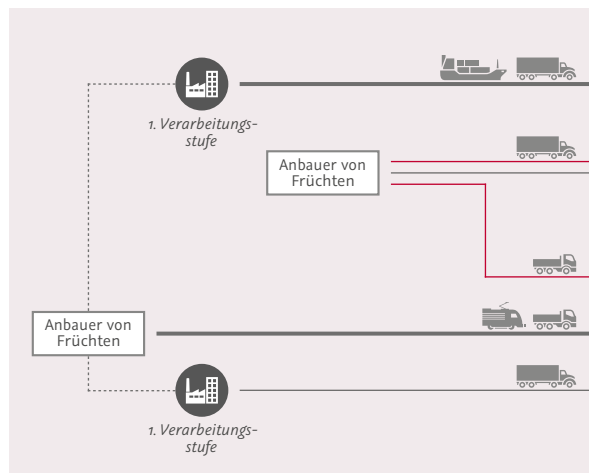 1. Verarbeitungs-
stufe
Anbauer von
Früchten
Anbauer von
Früchten
1. Verarbeitungs-
stufe